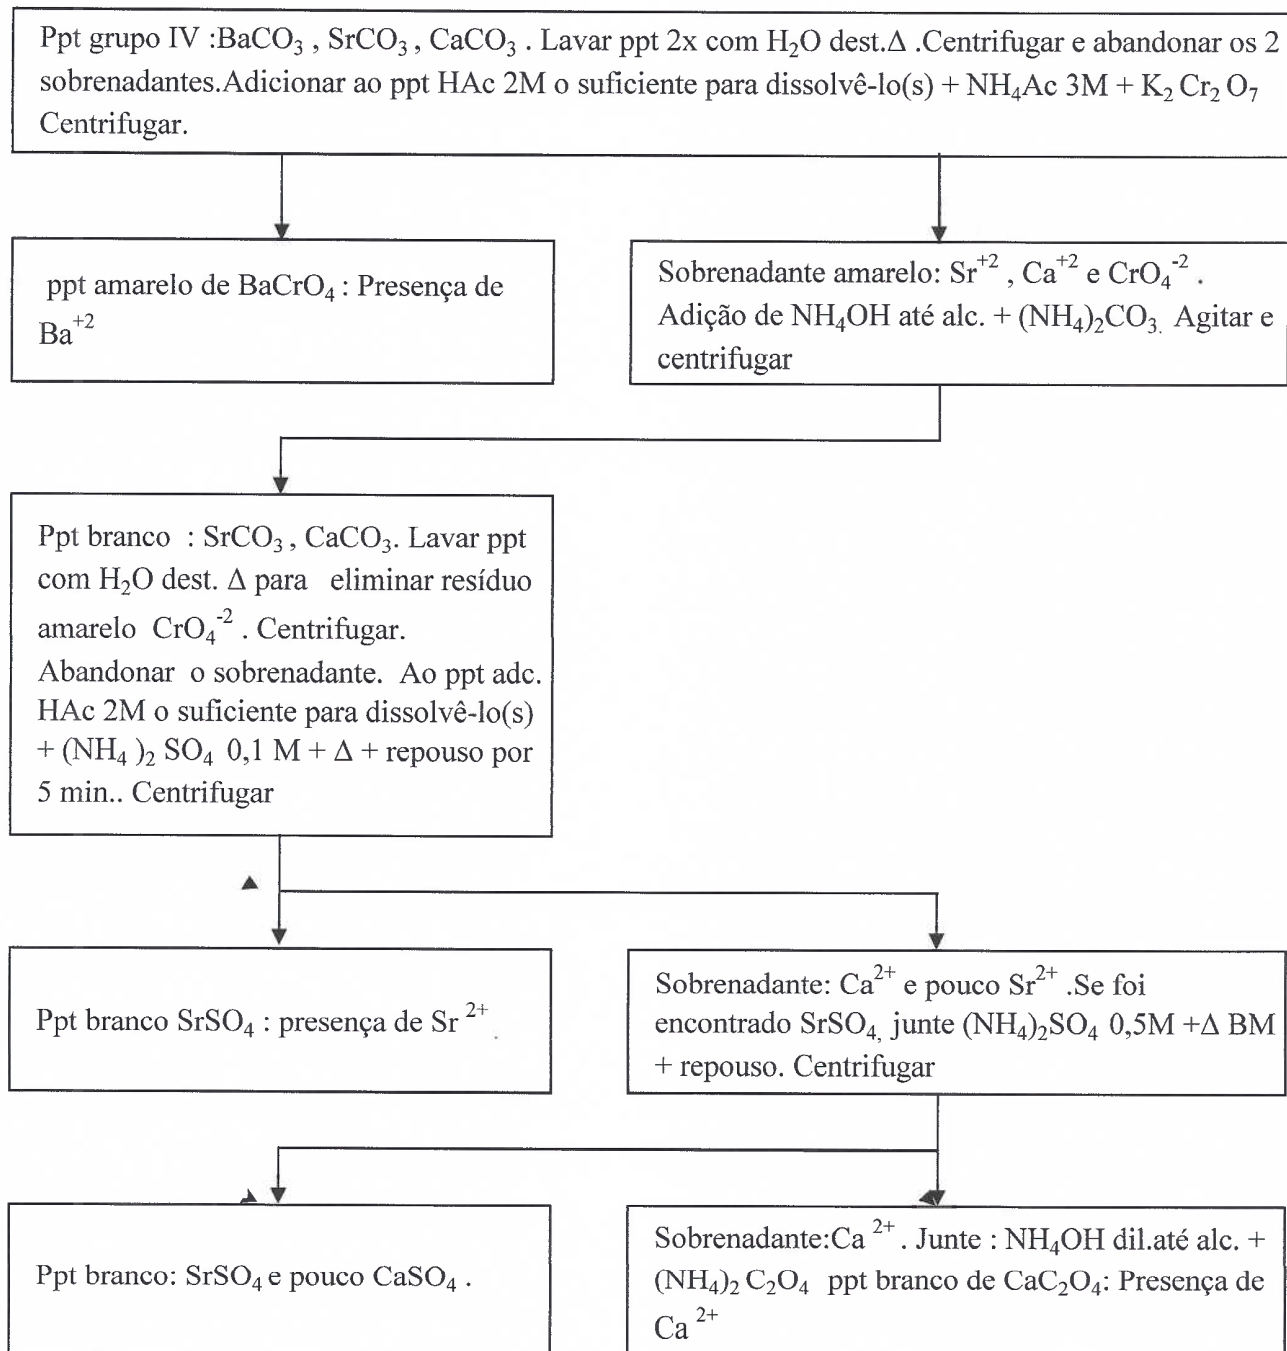 Ppt grupo IV :BaCO₃ , SrCO₃ , CaCO₃ . Lavar ppt 2x com H₂O dest.Δ .Centrifugar e abandonar os 2
sobrenadantes.Adicionar ao ppt HAc 2M o suficiente para dissolvê-lo(s) + NH₄Ac 3M + K₂ Cr₂ O₇
Centrifugar.
ppt amarelo de BaCrO₄ : Presença de
Ba⁺²
Sobrenadante amarelo: Sr⁺² , Ca⁺² e CrO₄⁻² .
Adição de NH₄OH até alc. + (NH₄)₂CO₃. Agitar e
centrifugar
Ppt branco : SrCO₃ , CaCO₃. Lavar ppt
com H₂O dest. Δ para eliminar resíduo
amarelo CrO₄⁻² . Centrifugar.
Abandonar o sobrenadante. Ao ppt adc.
HAc 2M o suficiente para dissolvê-lo(s)
+ (NH₄ )₂ SO₄ 0,1 M + Δ + repouso por
5 min.. Centrifugar
Ppt branco SrSO₄ : presença de Sr ²⁺ .
Sobrenadante: Ca²⁺ e pouco Sr²⁺ .Se foi
encontrado SrSO₄, junte (NH₄)₂SO₄ 0,5M +Δ BM
+ repouso. Centrifugar
Ppt branco: SrSO₄ e pouco CaSO₄ .
Sobrenadante:Ca ²⁺ . Junte : NH₄OH dil.até alc. +
(NH₄)₂ C₂O₄ ppt branco de CaC₂O₄: Presença de
Ca ²⁺